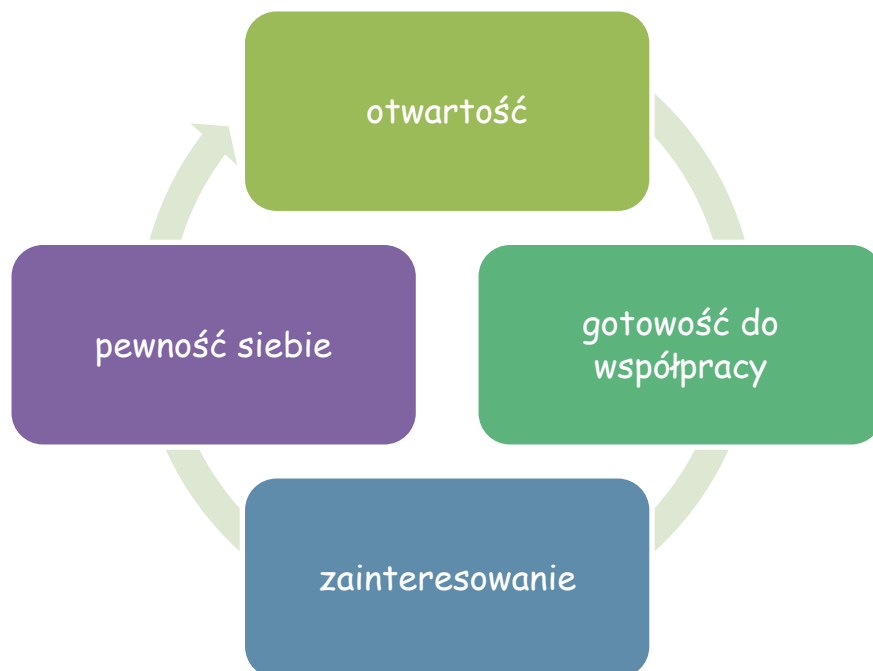 otwartość
pewność siebie
gotowość do
współpracy
zainteresowanie